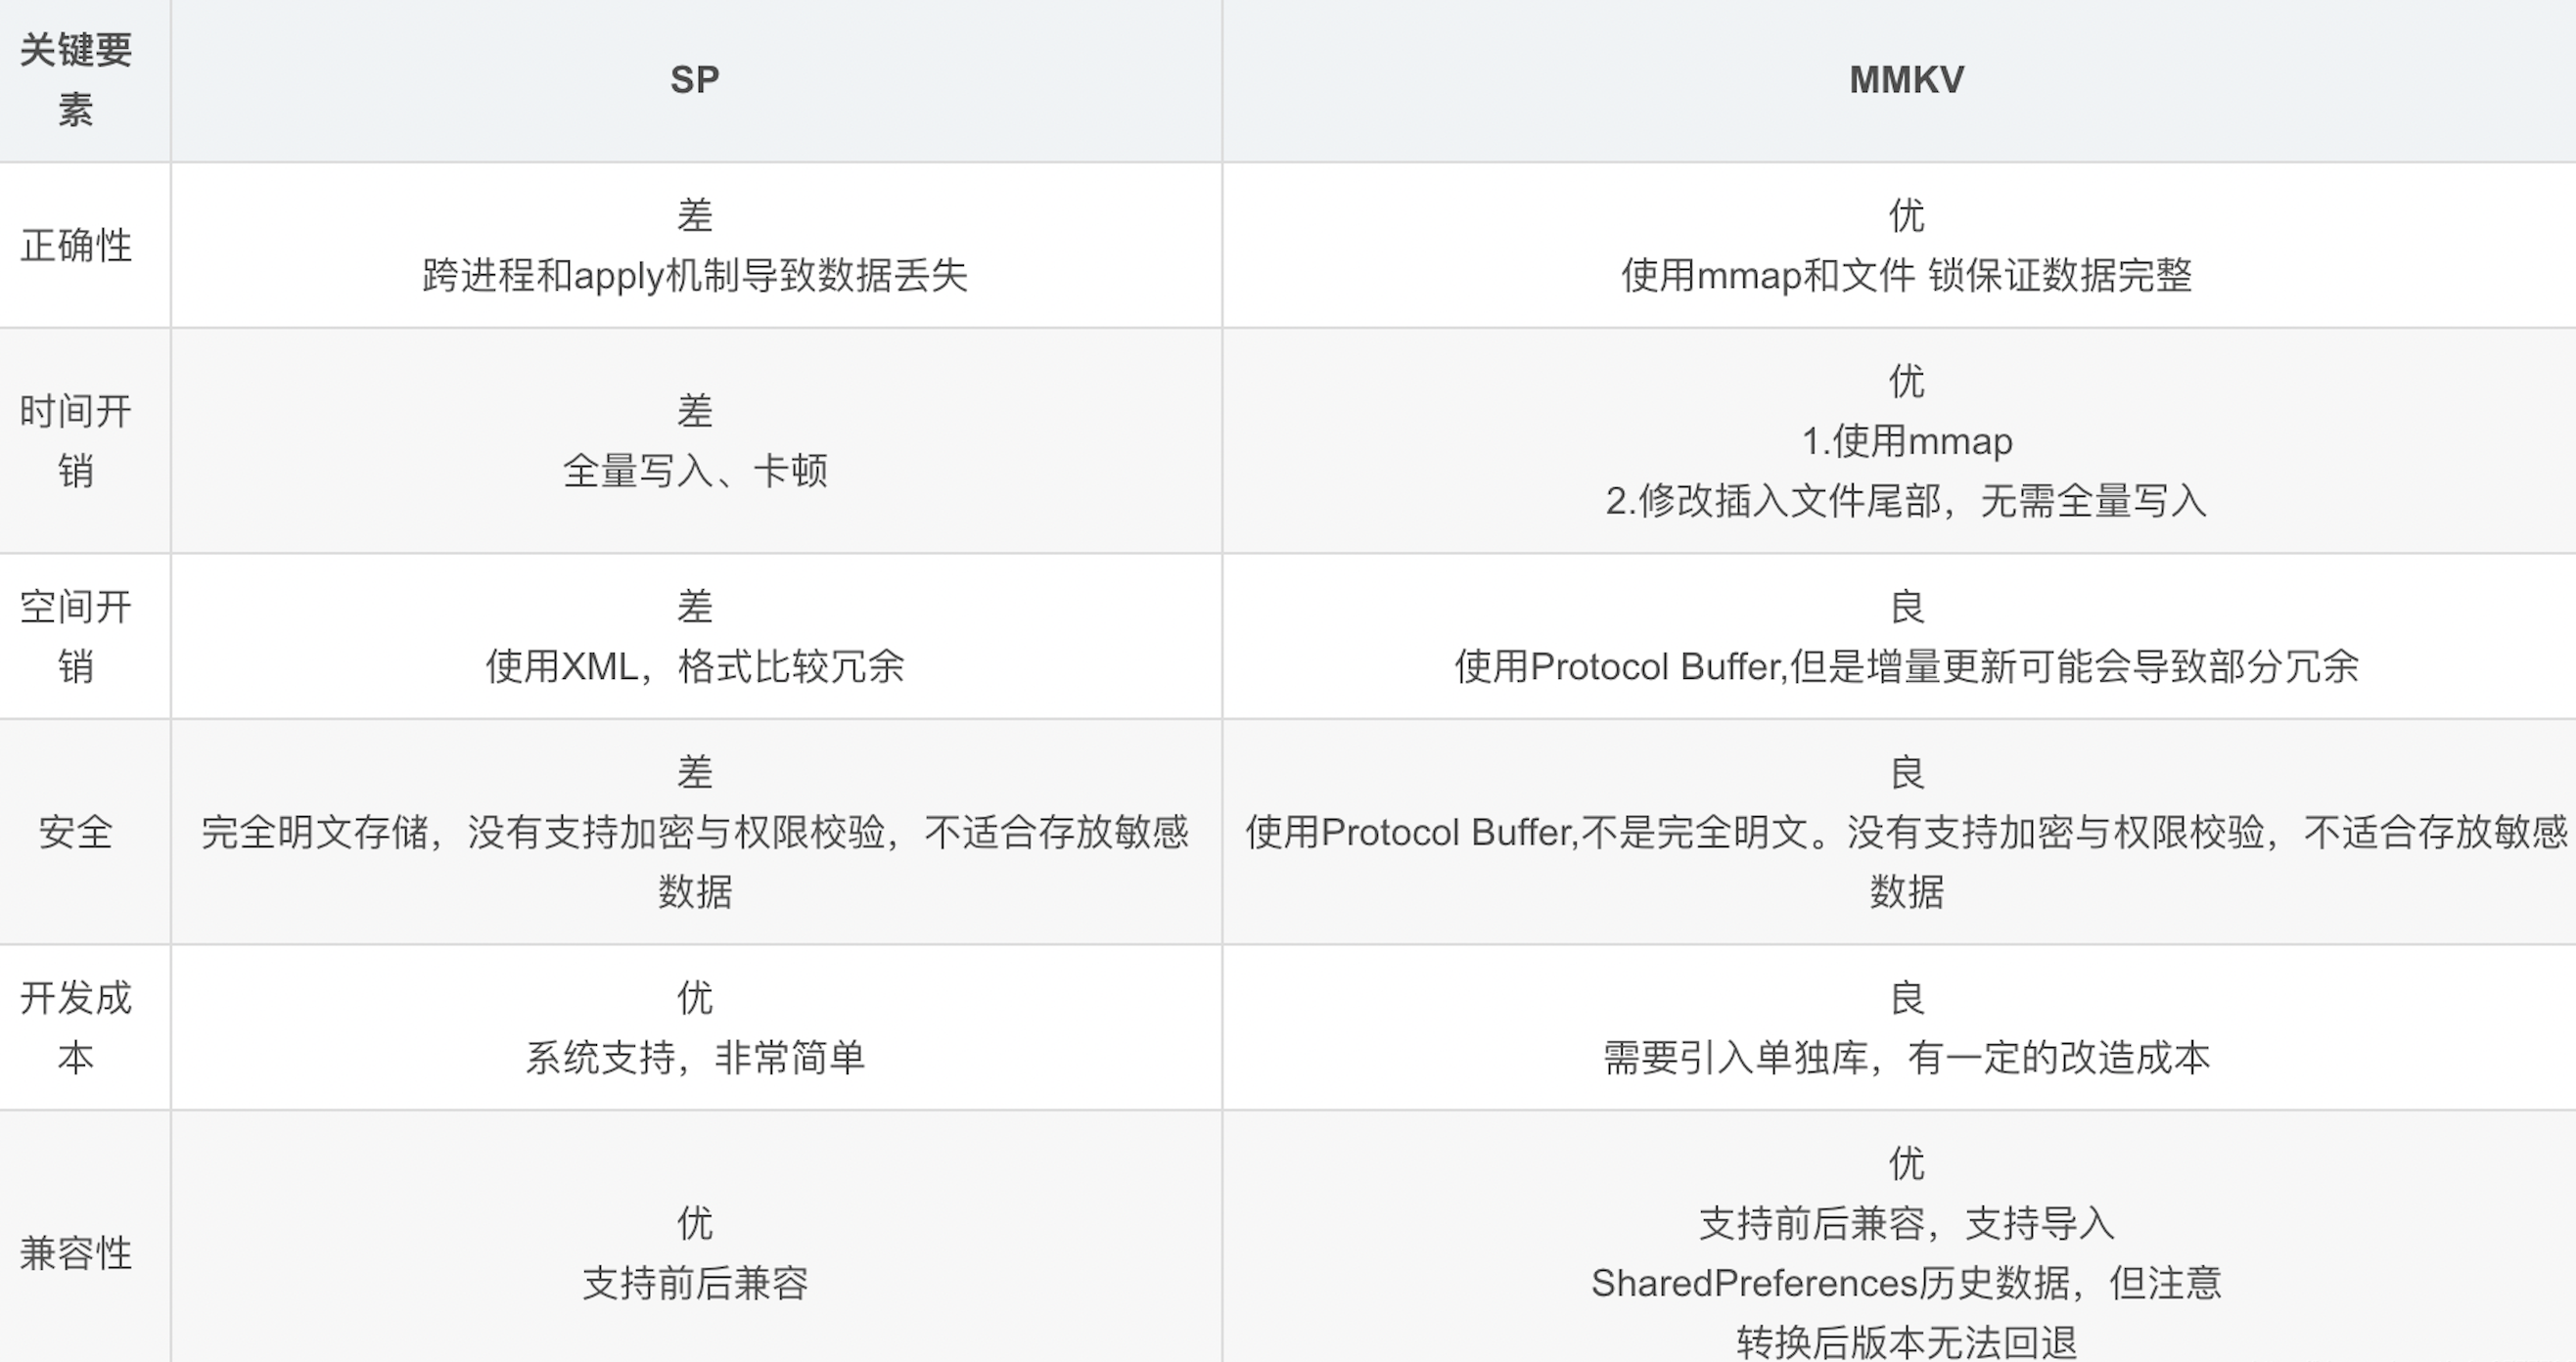 关键要
素
SP
MMKV
正确性
差
跨进程和apply机制导致数据丢失
优
使用mmap和文件 锁保证数据完整
时间开
销
差
全量写入、卡顿
优
1.使用mmap
2.修改插入文件尾部，无需全量写入
空间开
销
差
使用XML，格式比较冗余
良
使用Protocol Buffer,但是增量更新可能会导致部分冗余
安全
差
完全明文存储，没有支持加密与权限校验， 不适合存放敏感
数据
良
使用Protocol Buffer,不是完全明文。没有支持加密与权限校验，不适合存放敏感
数据
开发成
本
优
系统支持，非常简单
良
需要引入单独库，有一定的改造成本
兼容性
优
支持前后兼容
优
支持前后兼容，支持导入
SharedPreferences历史数据，但注意
转换后版本无法回退